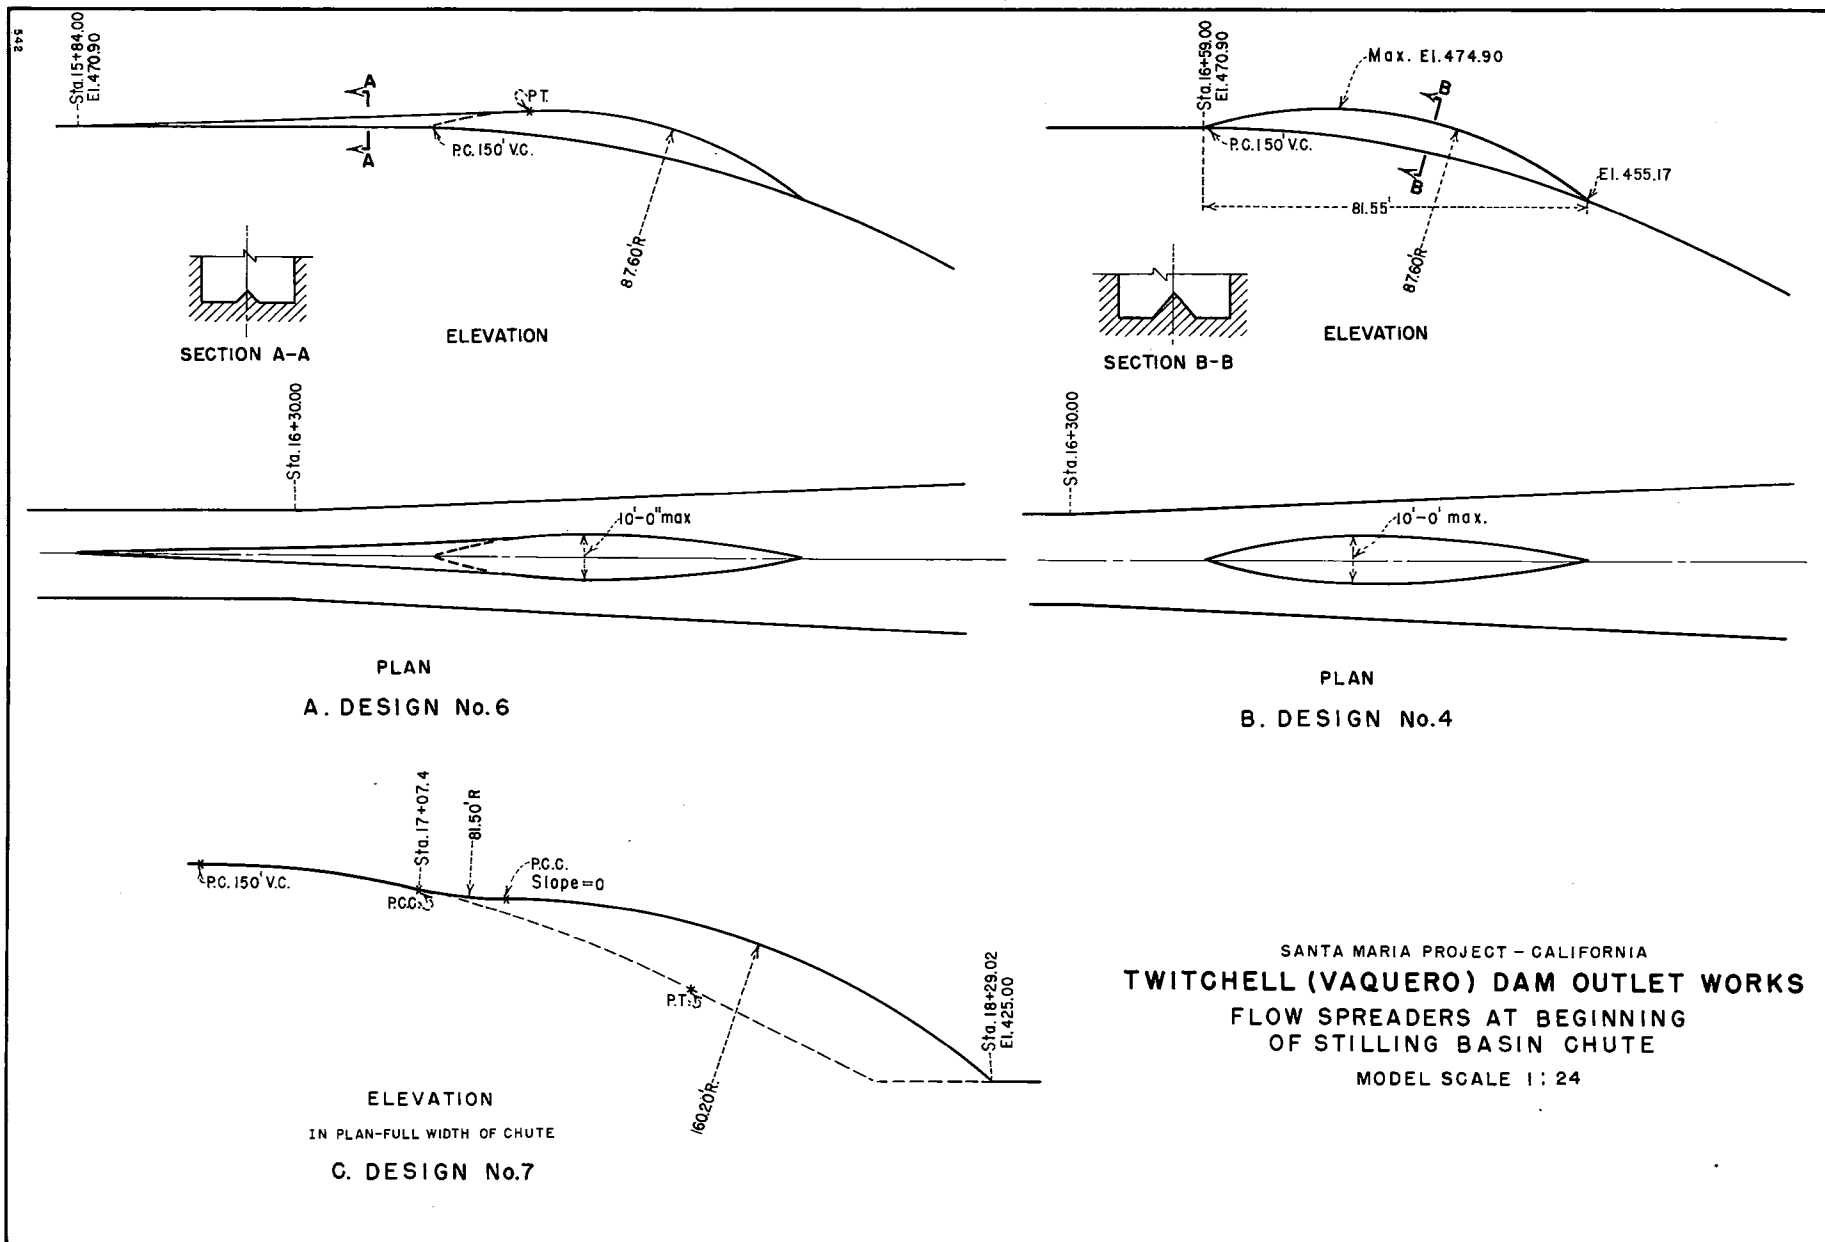 542
Sta.15+84.00
El.470.90
A
A
P.T.
P.C.150' V.C.
87.60'R
SECTION A-A
ELEVATION
Sta.16+30.00
10'-0" max
PLAN
A. DESIGN No.6
Sta.16+59.00
El.470.90
Max. El.474.90
B
B
P.C.150' V.C.
El.455.17
81.55'
87.60'R
SECTION B-B
ELEVATION
Sta.16+30.00
10'-0' max.
PLAN
B. DESIGN No.4
Sta.17+07.4
81.50'R
P.C.C.
Slope=0
P.C.150' V.C.
P.C.C.
P.T.
160.20'R.
Sta.18+29.02
El.425.00
ELEVATION
IN PLAN-FULL WIDTH OF CHUTE
C. DESIGN No.7
SANTA MARIA PROJECT - CALIFORNIA
TWITCHELL (VAQUERO) DAM OUTLET WORKS
FLOW SPREADERS AT BEGINNING
OF STILLING BASIN CHUTE
MODEL SCALE 1:24